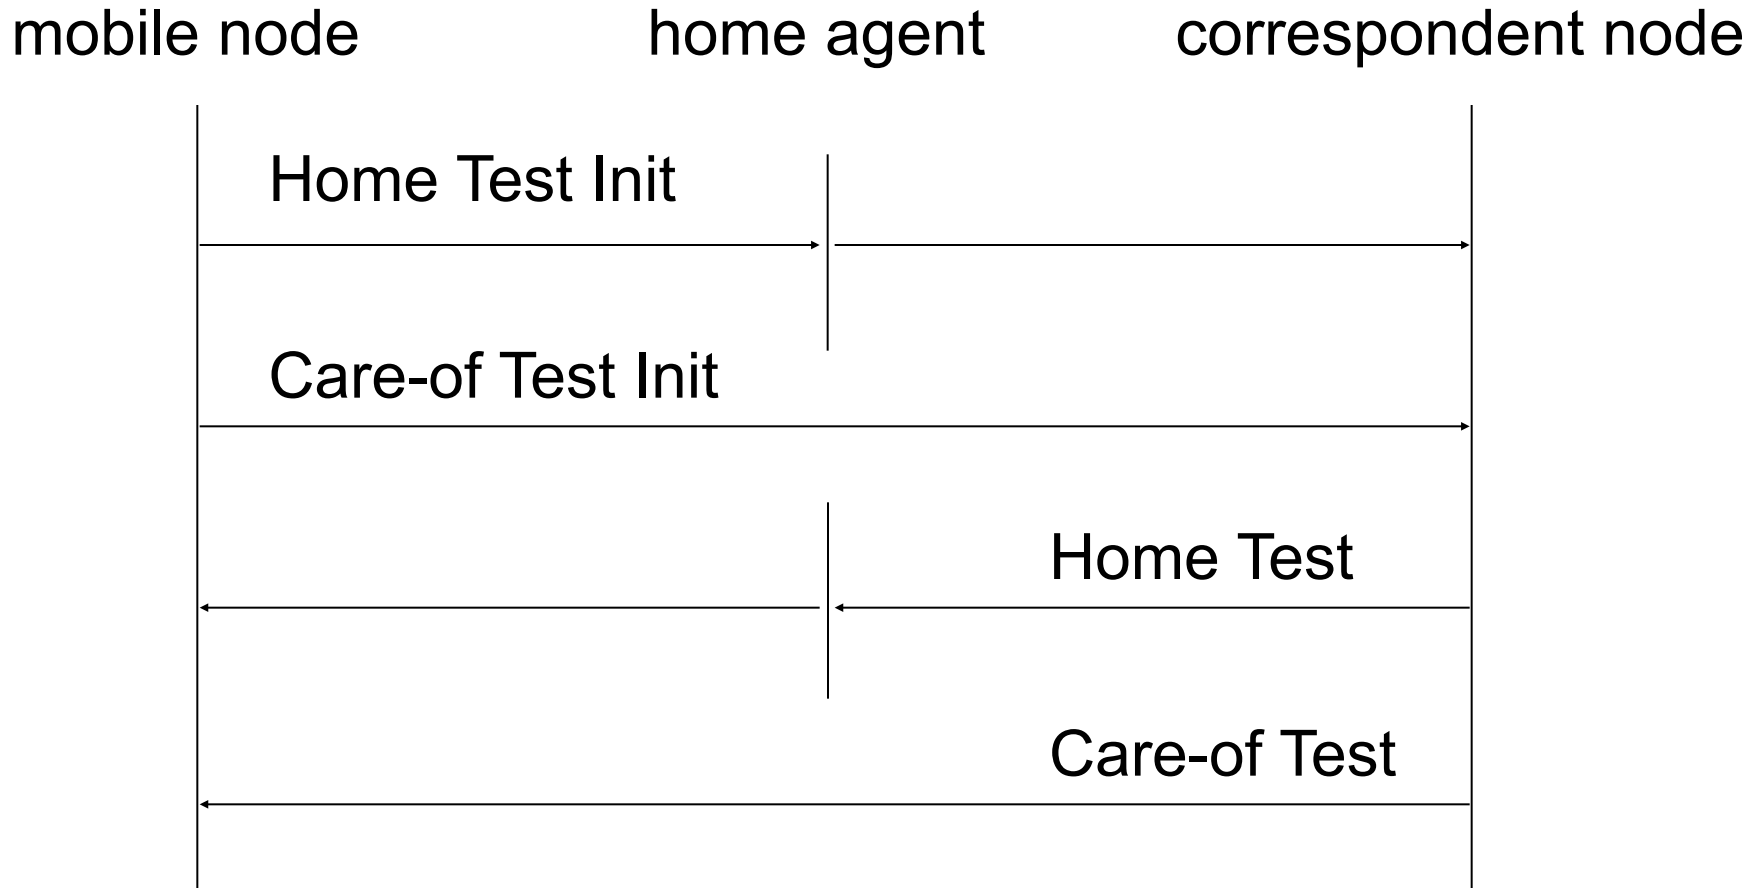 mobile node
home agent
correspondent node
Home Test Init
Care-of Test Init
Home Test
Care-of Test